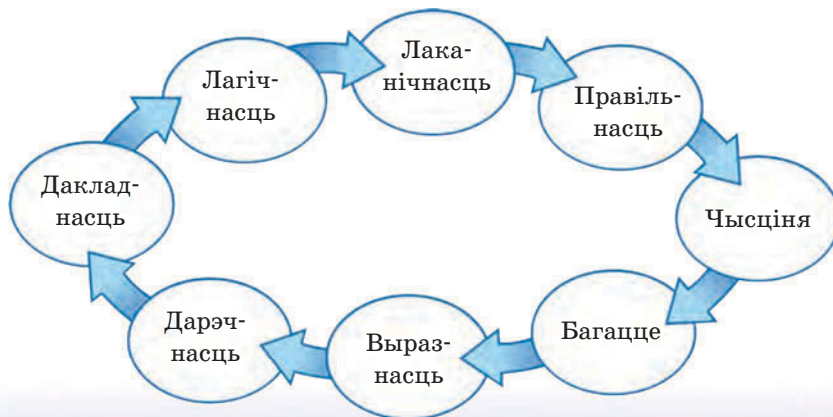 Лагіч-
насць
Лака-
нічнасць
Правіль-
насць
Чысціня
Багацце
Выраз-
насць
Дарэч-
насць
Даклад-
насць